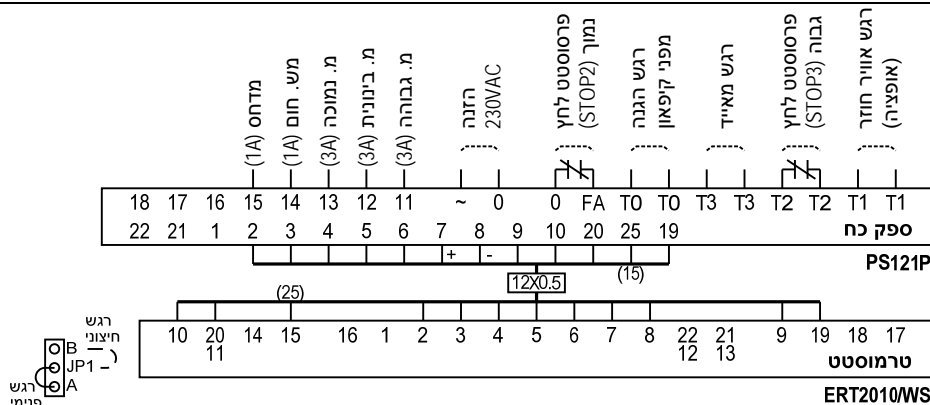 מדחס (1A)
מש. חום (1A)
מ. נמוכה (3A)
מ. בינונית (3A)
מ. גבוהה (3A)
הזנה
230VAC
פרסוסטט לחץ
נמוך (STOP2)
רגש הגנה
מפני קיפאון
רגש מאייד
פרסוסטט לחץ
גבוה (STOP3)
רגש אוויר חוזר
(אופציה)
18 17 16 15 14 13 12 11 ~ 0 0 FA T0 T0 T3 T3 T2 T2 T1 T1
22 21 1 2 3 4 5 6 7 8 9 10 20 25 19 ספק כח
+ -
PS121P
(15)
12X0.5
(25)
10 20 14 15 16 1 2 3 4 5 6 7 8 22 21 9 19 18 17
11 12 13
טרמוסטט
ERT2010/WS
רגש
חיצוני
B
JP1
A
רגש
פנימי